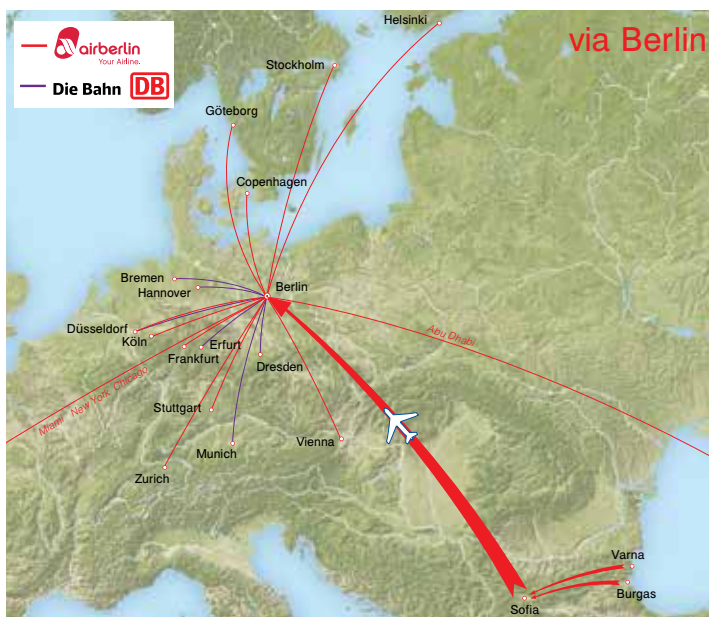 airberlin
Your Airline.
Die Bahn DB
via Berlin
Helsinki
Stockholm
Göteborg
Copenhagen
Bremen
Hannover
Berlin
Düsseldorf
Köln
Erfurt
Frankfurt
Dresden
Abu Dhabi
Miami New York Chicago
Stuttgart
Munich
Vienna
Zurich
Varna
Burgas
Sofia